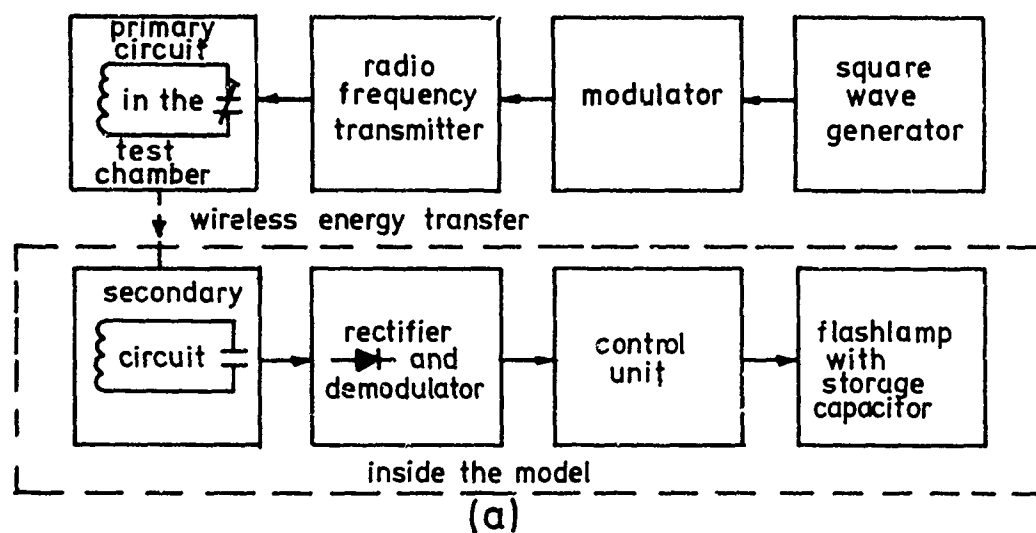 primary
circuit
in the
test
chamber
radio
frequency
transmitter
modulator
square
wave
generator
wireless energy transfer
secondary
circuit
rectifier
and
demodulator
control
unit
flashlamp
with
storage
capacitor
inside the model
(a)